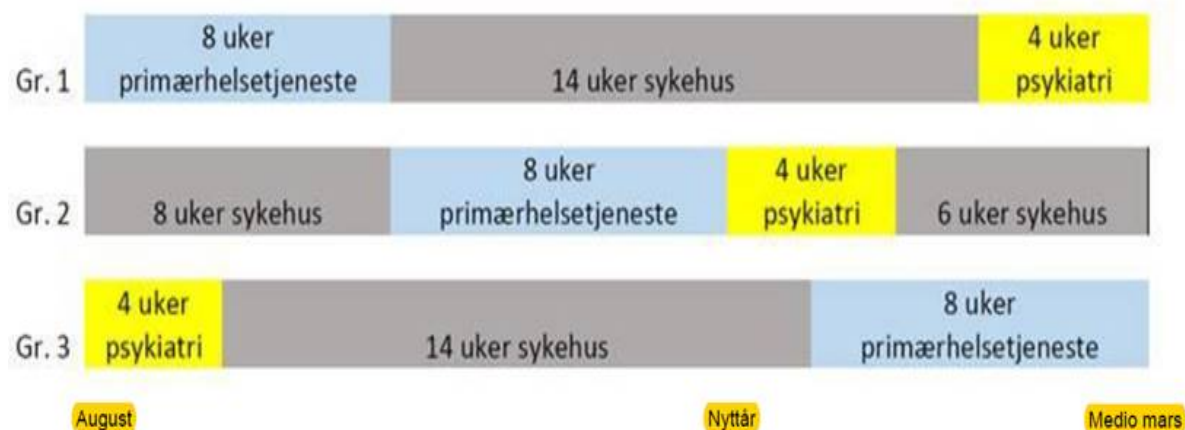 Gr. 1
8 uker
primærhelsetjeneste
14 uker sykehus
4 uker
psykiatri
Gr. 2
8 uker sykehus
8 uker
primærhelsetjeneste
4 uker
psykiatri
6 uker sykehus
Gr. 3
4 uker
psykiatri
14 uker sykehus
8 uker
primærhelsetjeneste
August
Nyttår
Medio mars